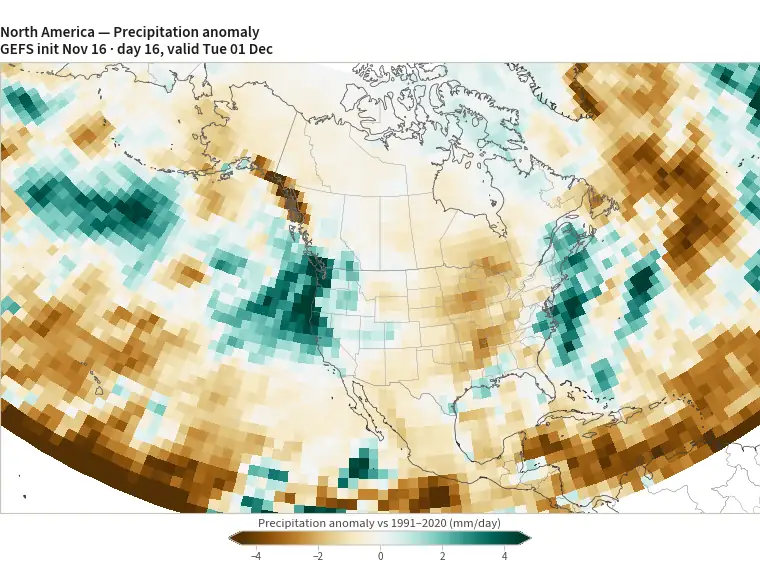 North America — Precipitation anomaly
GEFS init Nov 16 · day 16, valid Tue 01 Dec
Precipitation anomaly vs 1991–2020 (mm/day)
−4 −2 0 2 4